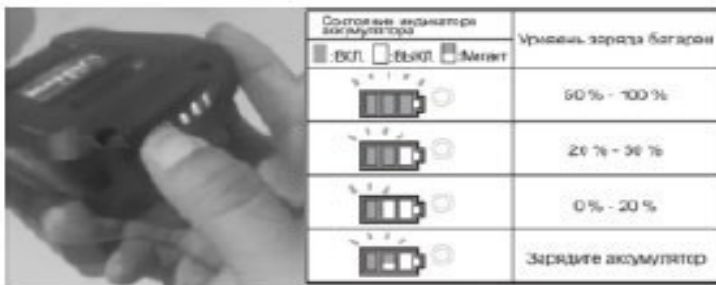 Состояние индикатора
аккумулятора
Уровень заряда батареи
:ВКЛ. :ВЫКЛ. :Мигает
50 % - 100 %
20 % - 50 %
0 % - 20 %
Зарядите аккумулятор